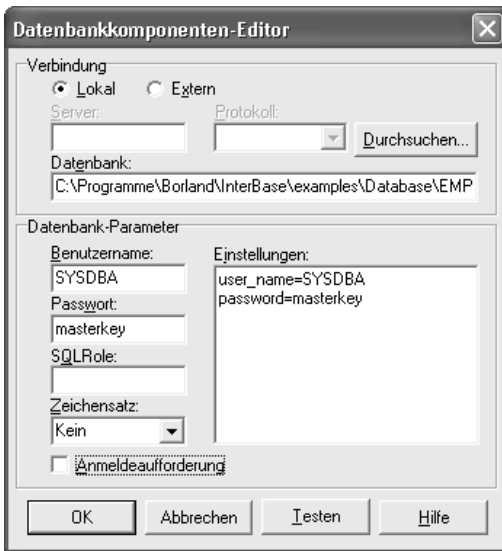 Datenbankkomponenten-Editor
Verbindung
Lokal Extern
Server: Protokoll:
Durchsuchen...
Datenbank:
C:\Programme\Borland\InterBase\examples\Database\EMP
Datenbank-Parameter
Benutzername: Einstellungen:
SYSDBA user_name=SYSDBA
password=masterkey
Passwort:
masterkey
SQLRole:
Zeichensatz:
Kein
Anmeldeaufforderung
OK Abbrechen Testen Hilfe